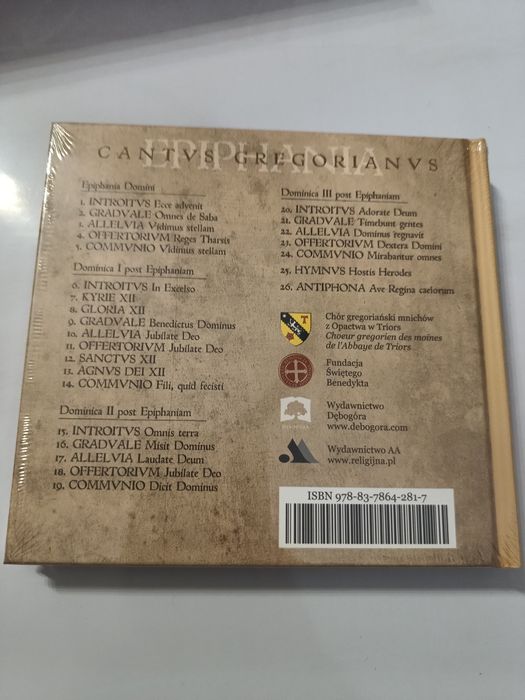 EPIPHANIA
CANTVS GREGORIANVS
Epiphania Domini
1. INTROITVS Ecce advenit
2. GRADVALE Omnes de Saba
3. ALLELVIA Vidimus stellam
4. OFFERTORIVM Reges Tharsis
5. COMMVNIO Vidimus stellam
Dominica I post Epiphaniam
6. INTROITVS In Excelso
7. KYRIE XII
8. GLORIA XII
9. GRADVALE Benedictus Dominus
10. ALLELVIA Jubilate Deo
11. OFFERTORIVM Jubilate Deo
12. SANCTVS XII
13. AGNVS DEI XII
14. COMMVNIO Fili, quid fecisti
Dominica II post Epiphaniam
15. INTROITVS Omnis terra
16. GRADVALE Misit Dominus
17. ALLELVIA Laudate Deum
18. OFFERTORIVM Jubilate Deo
19. COMMVNIO Dicit Dominus
Dominica III post Epiphaniam
20. INTROITVS Adorate Deum
21. GRADVALE Timebunt gentes
22. ALLELVIA Dominus regnavit
23. OFFERTORIVM Dextera Domini
24. COMMVNIO Mirabantur omnes
25. HYMNVS Hostis Herodes
26. ANTIPHONA Ave Regina caelorum
Chór gregoriański mnichów
z Opactwa w Triors
Choeur gregorien des moines
de l'Abbaye de Triors
Fundacja
Świętego
Benedykta
Wydawnictwo
Dębogóra
www.debogora.com
Wydawnictwo AA
www.religijna.pl
ISBN 978-83-7864-281-7